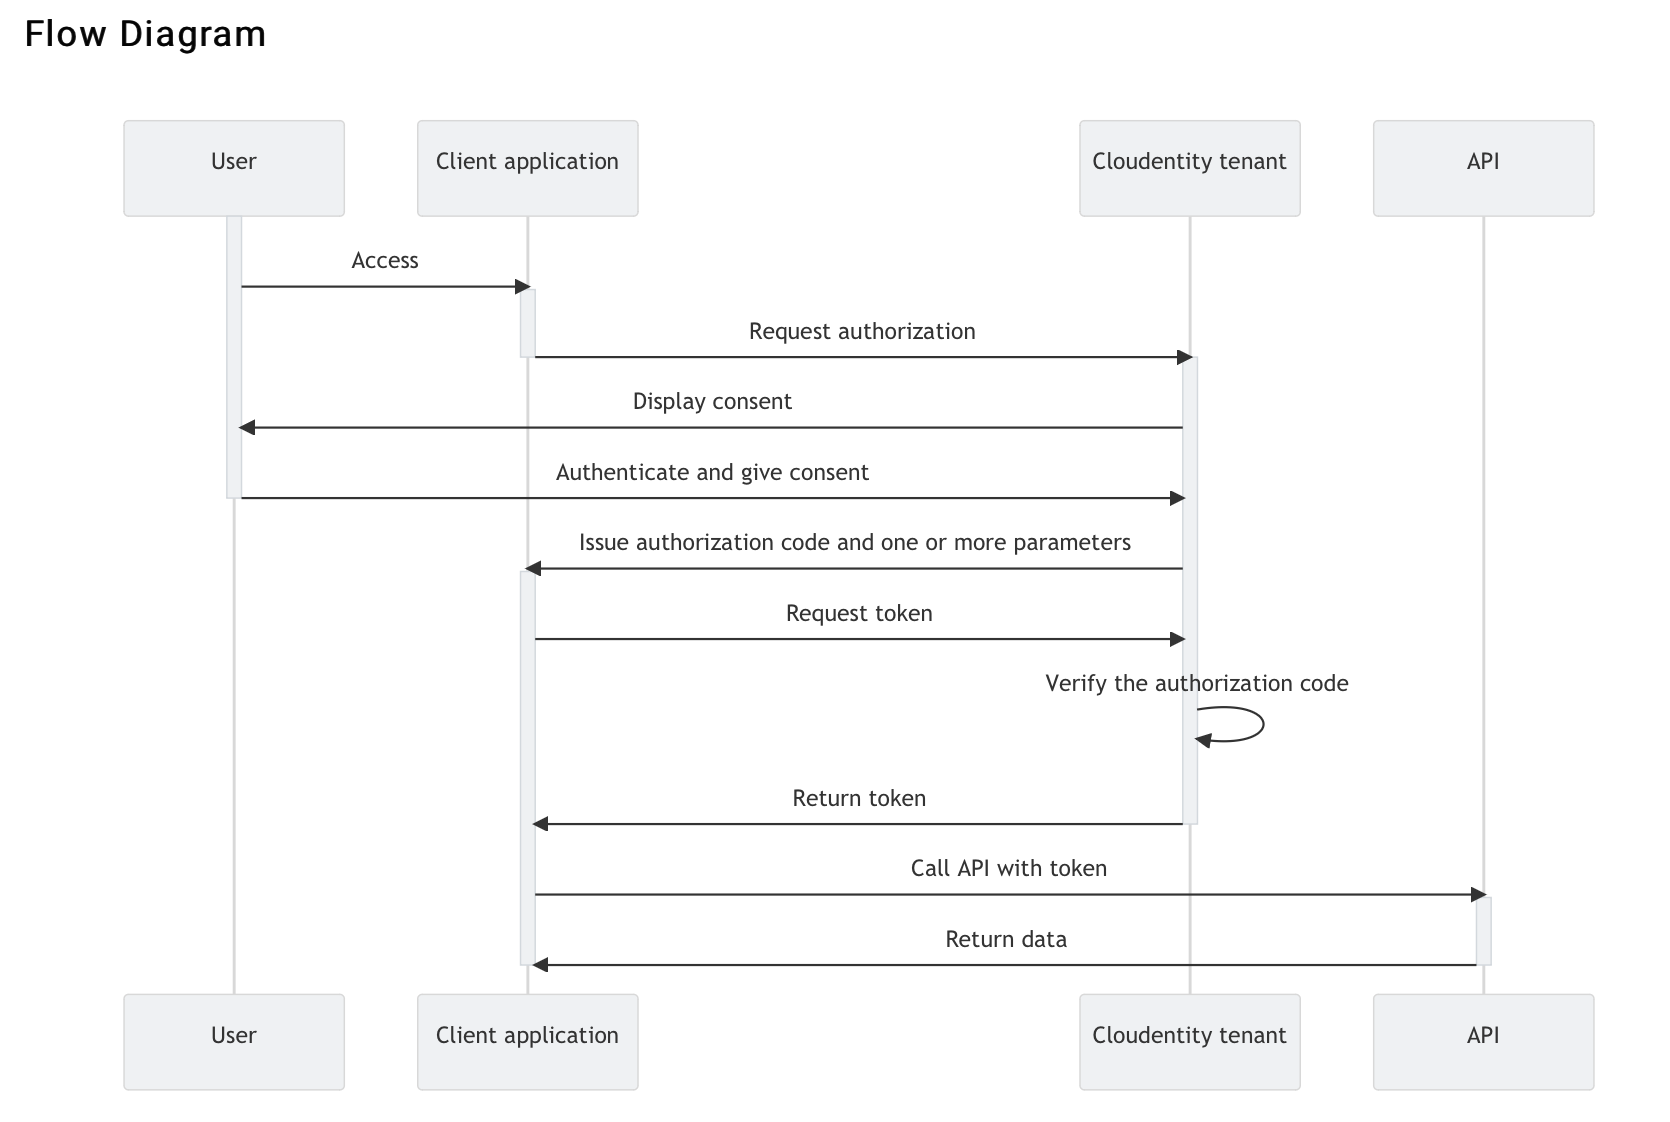 Flow Diagram
User
Client application
Cloudentity tenant
API
Access
Request authorization
Display consent
Authenticate and give consent
Issue authorization code and one or more parameters
Request token
Verify the authorization code
Return token
Call API with token
Return data
User
Client application
Cloudentity tenant
API